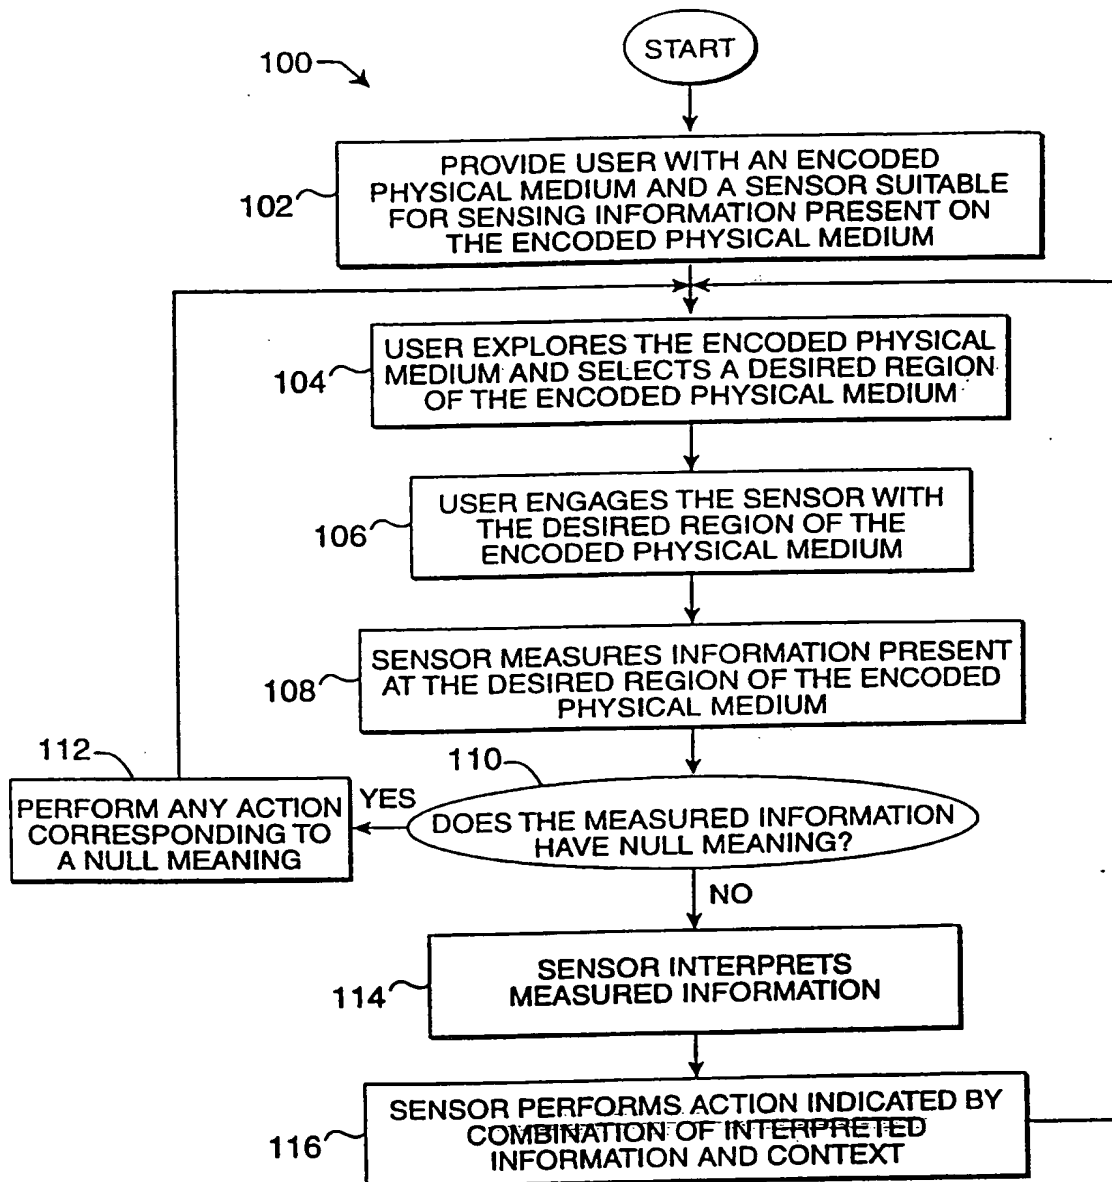 START
100
PROVIDE USER WITH AN ENCODED
PHYSICAL MEDIUM AND A SENSOR SUITABLE
FOR SENSING INFORMATION PRESENT ON
THE ENCODED PHYSICAL MEDIUM
102
USER EXPLORES THE ENCODED PHYSICAL
MEDIUM AND SELECTS A DESIRED REGION
OF THE ENCODED PHYSICAL MEDIUM
104
USER ENGAGES THE SENSOR WITH
THE DESIRED REGION OF THE
ENCODED PHYSICAL MEDIUM
106
SENSOR MEASURES INFORMATION PRESENT
AT THE DESIRED REGION OF THE ENCODED
PHYSICAL MEDIUM
108
110
DOES THE MEASURED INFORMATION
HAVE NULL MEANING?
YES
112
PERFORM ANY ACTION
CORRESPONDING TO
A NULL MEANING
NO
SENSOR INTERPRETS
MEASURED INFORMATION
114
SENSOR PERFORMS ACTION INDICATED BY
COMBINATION OF INTERPRETED
INFORMATION AND CONTEXT
116